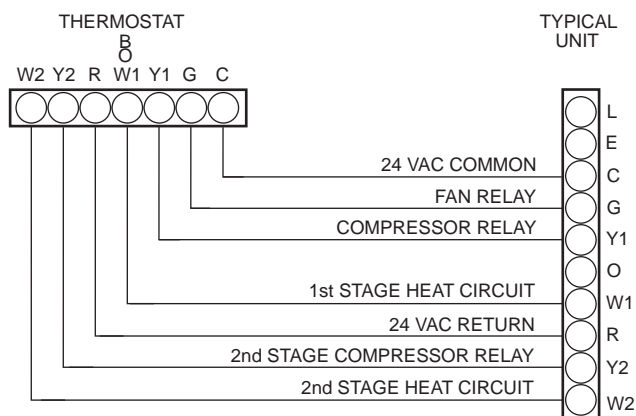 THERMOSTAT
B
O
W2 Y2 R W1 Y1 G C
TYPICAL
UNIT
L
E
24 VAC COMMON C
FAN RELAY G
COMPRESSOR RELAY Y1
O
1st STAGE HEAT CIRCUIT W1
24 VAC RETURN R
2nd STAGE COMPRESSOR RELAY Y2
2nd STAGE HEAT CIRCUIT W2